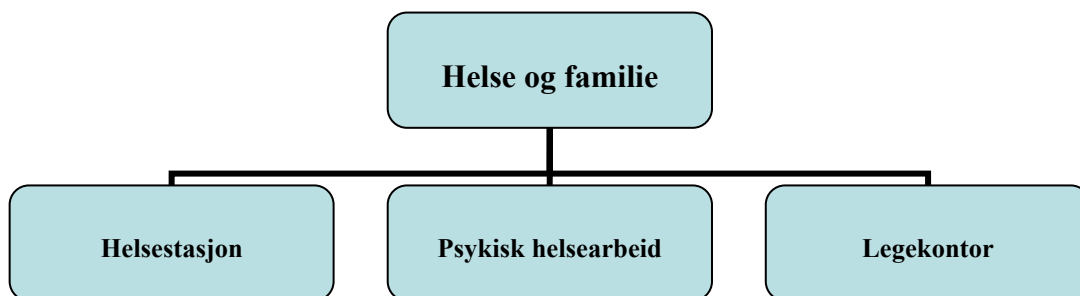 Helse og familie
Helsestasjon
Psykisk helsearbeid
Legekontor